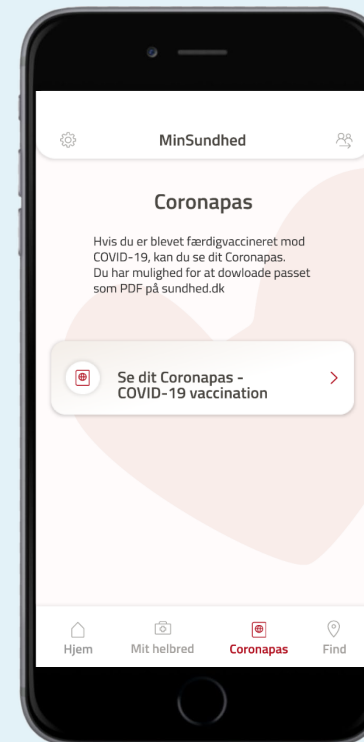 MinSundhed
Coronapas
Hvis du er blevet færdigvaccineret mod
COVID-19, kan du se dit Coronapas.
Du har mulighed for at dowloade passet
som PDF på sundhed.dk
Se dit Coronapas -
COVID-19 vaccination
Hjem Mit helbred Coronapas Find